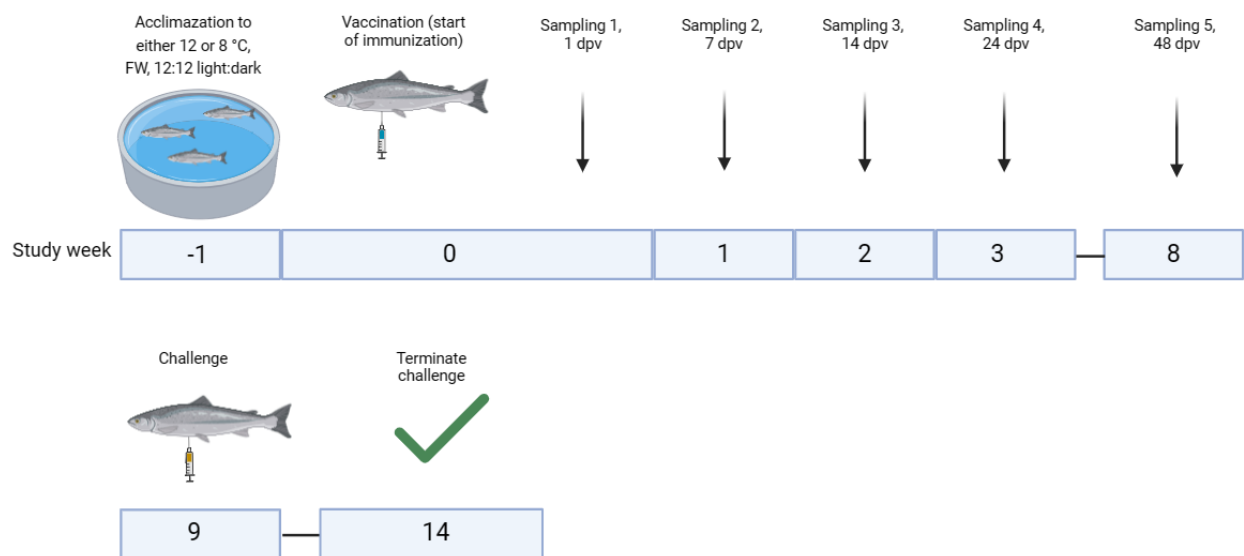 Acclimazation to
either 12 or 8 °C,
FW, 12:12 light:dark
Vaccination (start
of immunization)
Sampling 1,
1 dpv
Sampling 2,
7 dpv
Sampling 3,
14 dpv
Sampling 4,
24 dpv
Sampling 5,
48 dpv
Study week
-1
0
1
2
3
8
Challenge
Terminate
challenge
9
14